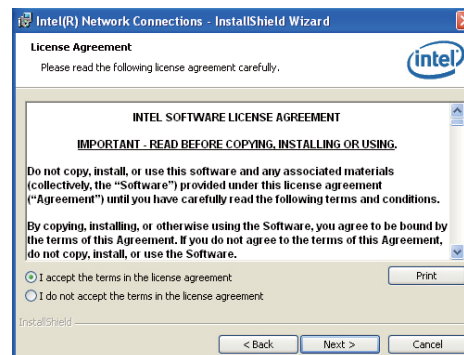 Intel(R) Network Connections - InstallShield Wizard
License Agreement
Please read the following license agreement carefully.
intel
INTEL SOFTWARE LICENSE AGREEMENT
IMPORTANT - READ BEFORE COPYING, INSTALLING OR USING.
Do not copy, install, or use this software and any associated materials
(collectively, the “Software”) provided under this license agreement
(“Agreement”) until you have carefully read the following terms and conditions.
By copying, installing, or otherwise using the Software, you agree to be bound by
the terms of this Agreement. If you do not agree to the terms of this Agreement,
do not copy, install, or use the Software.
I accept the terms in the license agreement
Print
I do not accept the terms in the license agreement
InstallShield
< Back
Next >
Cancel